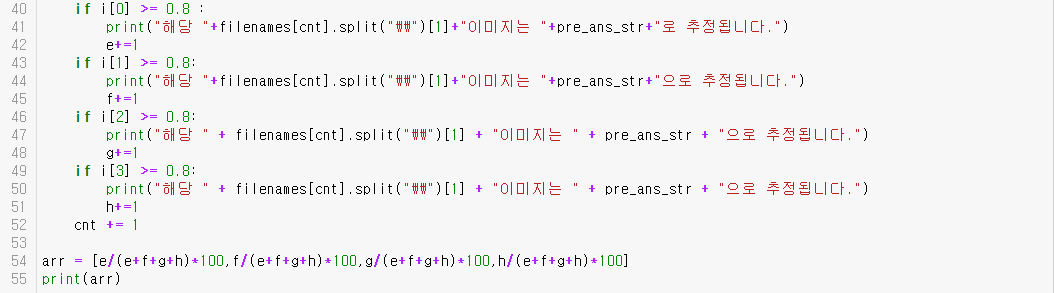 40 if i[0] >= 0.8 :
41 print("해당 "+filenames[cnt].split("₩₩")[1]+"이미지는 "+pre_ans_str+"로 추정됩니다.")
42 e+=1
43 if i[1] >= 0.8:
44 print("해당 "+filenames[cnt].split("₩₩")[1]+"이미지는 "+pre_ans_str+"으로 추정됩니다.")
45 f+=1
46 if i[2] >= 0.8:
47 print("해당 " + filenames[cnt].split("₩₩")[1] + "이미지는 " + pre_ans_str + "으로 추정됩니다.")
48 g+=1
49 if i[3] >= 0.8:
50 print("해당 " + filenames[cnt].split("₩₩")[1] + "이미지는 " + pre_ans_str + "으로 추정됩니다.")
51 h+=1
52 cnt += 1
53
54 arr = [e/(e+f+g+h)*100,f/(e+f+g+h)*100,g/(e+f+g+h)*100,h/(e+f+g+h)*100]
55 print(arr)